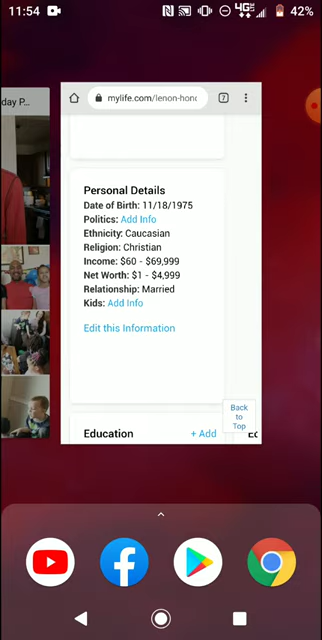 11:54
4G
42%
day P...
mylife.com/lenon-hon
7
Personal Details
Date of Birth: 11/18/1975
Politics: Add Info
Ethnicity: Caucasian
Religion: Christian
Income: $60 - $69,999
Net Worth: $1 - $4,999
Relationship: Married
Kids: Add Info
Edit this Information
Back
to
Top
Education
+ Add